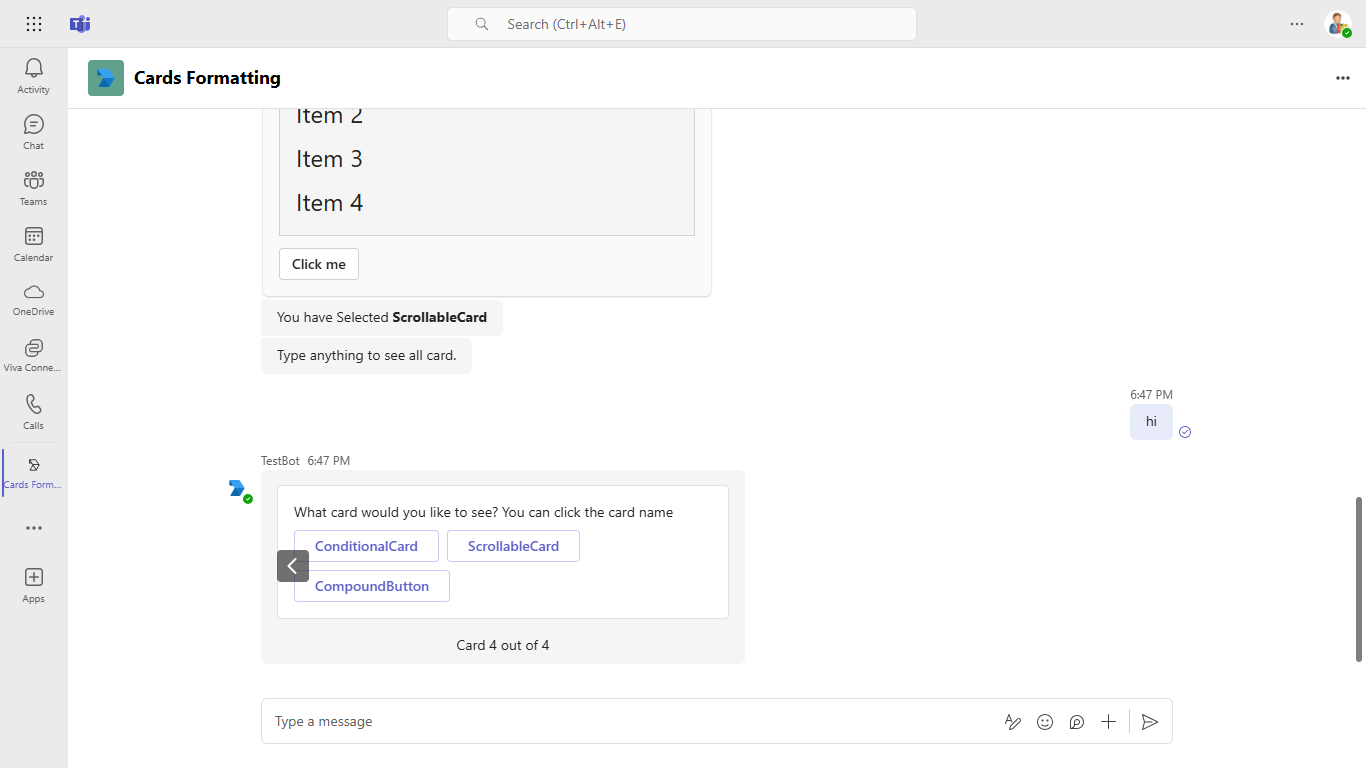 Search (Ctrl+Alt+E)
Activity
Chat
Teams
Calendar
OneDrive
Viva Conne...
Calls
Cards Form...
Apps
Cards Formatting
Item 2
Item 3
Item 4
Click me
You have Selected ScrollableCard
Type anything to see all card.
6:47 PM
hi
TestBot 6:47 PM
What card would you like to see? You can click the card name
ConditionalCard ScrollableCard
CompoundButton
Card 4 out of 4
Type a message